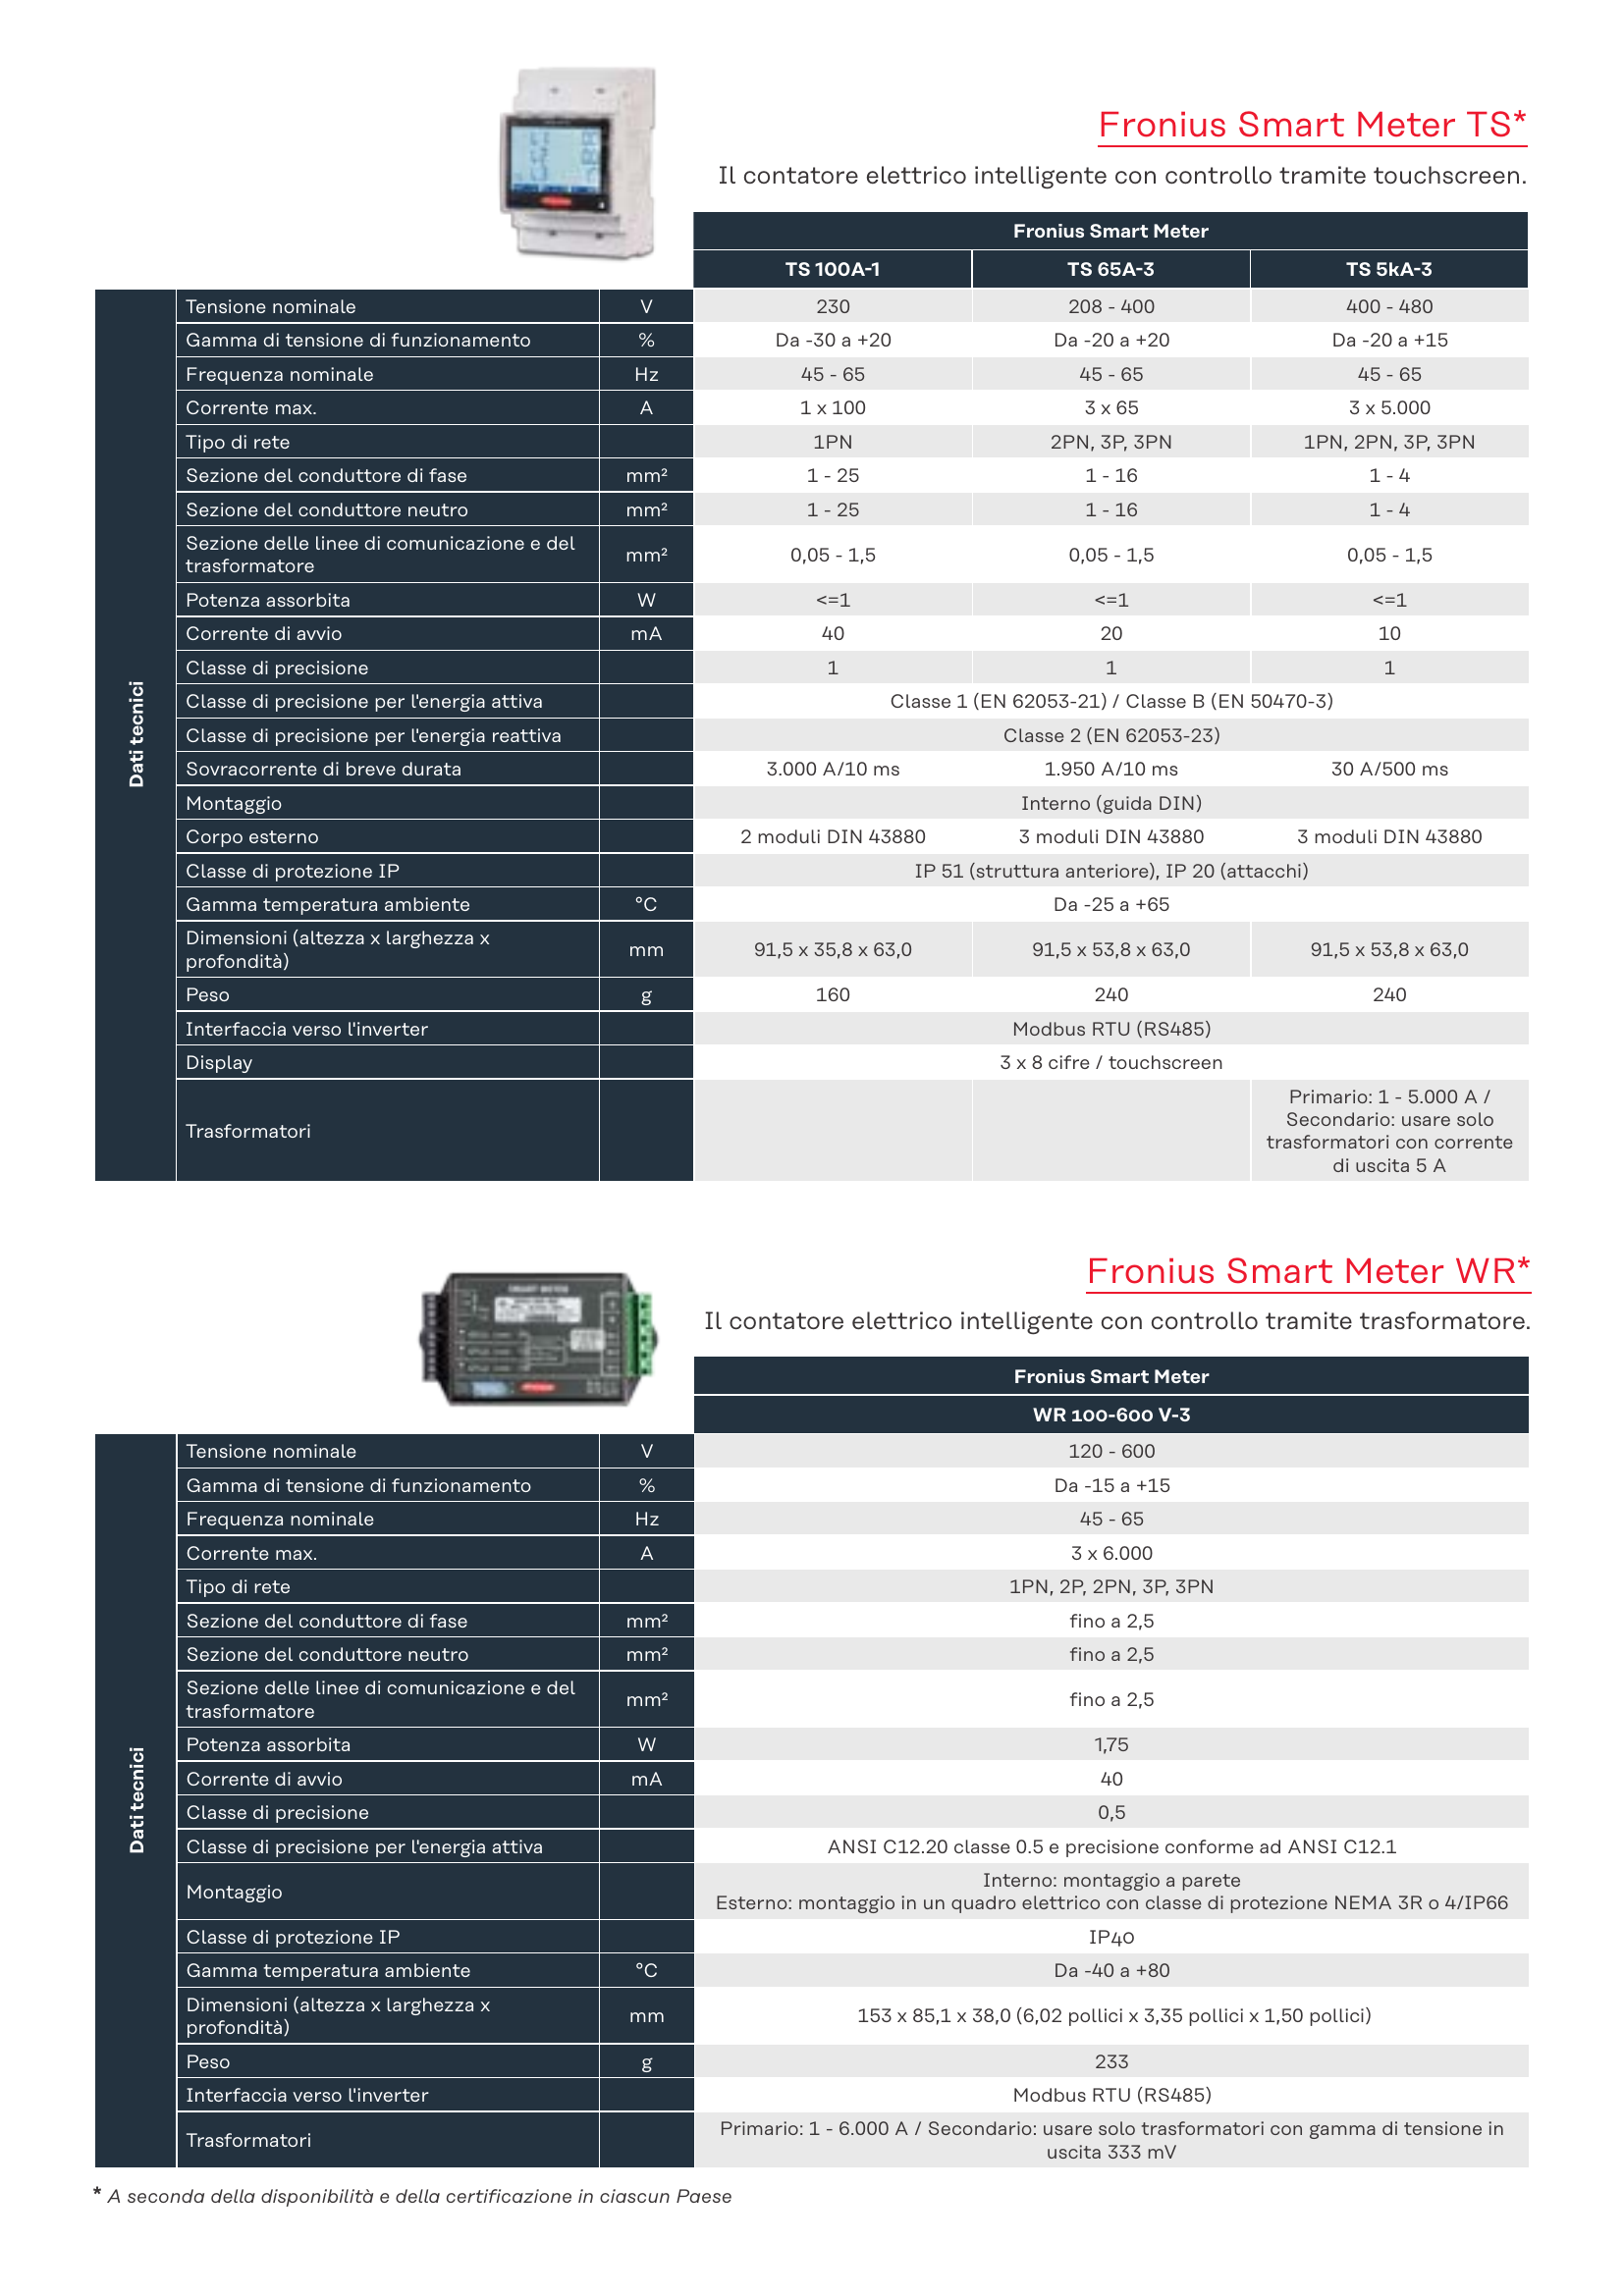 Fronius Smart Meter TS*
Il contatore elettrico intelligente con controllo tramite touchscreen.
Fronius Smart Meter
TS 100A-1 TS 65A-3 TS 5kA-3
Dati tecnici
Tensione nominale V 230 208 - 400 400 - 480
Gamma di tensione di funzionamento % Da -30 a +20 Da -20 a +20 Da -20 a +15
Frequenza nominale Hz 45 - 65 45 - 65 45 - 65
Corrente max. A 1 x 100 3 x 65 3 x 5.000
Tipo di rete 1PN 2PN, 3P, 3PN 1PN, 2PN, 3P, 3PN
Sezione del conduttore di fase mm² 1 - 25 1 - 16 1 - 4
Sezione del conduttore neutro mm² 1 - 25 1 - 16 1 - 4
Sezione delle linee di comunicazione e del
trasformatore mm² 0,05 - 1,5 0,05 - 1,5 0,05 - 1,5
Potenza assorbita W <=1 <=1 <=1
Corrente di avvio mA 40 20 10
Classe di precisione 1 1 1
Classe di precisione per l'energia attiva Classe 1 (EN 62053-21) / Classe B (EN 50470-3)
Classe di precisione per l'energia reattiva Classe 2 (EN 62053-23)
Sovracorrente di breve durata 3.000 A/10 ms 1.950 A/10 ms 30 A/500 ms
Montaggio Interno (guida DIN)
Corpo esterno 2 moduli DIN 43880 3 moduli DIN 43880 3 moduli DIN 43880
Classe di protezione IP IP 51 (struttura anteriore), IP 20 (attacchi)
Gamma temperatura ambiente °C Da -25 a +65
Dimensioni (altezza x larghezza x
profondità) mm 91,5 x 35,8 x 63,0 91,5 x 53,8 x 63,0 91,5 x 53,8 x 63,0
Peso g 160 240 240
Interfaccia verso l'inverter Modbus RTU (RS485)
Display 3 x 8 cifre / touchscreen
Trasformatori Primario: 1 - 5.000 A /
Secondario: usare solo
trasformatori con corrente
di uscita 5 A
Fronius Smart Meter WR*
Il contatore elettrico intelligente con controllo tramite trasformatore.
SMART METER
Fronius Smart Meter
WR 100-600 V-3
Dati tecnici
Tensione nominale V 120 - 600
Gamma di tensione di funzionamento % Da -15 a +15
Frequenza nominale Hz 45 - 65
Corrente max. A 3 x 6.000
Tipo di rete 1PN, 2P, 2PN, 3P, 3PN
Sezione del conduttore di fase mm² fino a 2,5
Sezione del conduttore neutro mm² fino a 2,5
Sezione delle linee di comunicazione e del
trasformatore mm² fino a 2,5
Potenza assorbita W 1,75
Corrente di avvio mA 40
Classe di precisione 0,5
Classe di precisione per l'energia attiva ANSI C12.20 classe 0.5 e precisione conforme ad ANSI C12.1
Montaggio Interno: montaggio a parete
Esterno: montaggio in un quadro elettrico con classe di protezione NEMA 3R o 4/IP66
Classe di protezione IP IP40
Gamma temperatura ambiente °C Da -40 a +80
Dimensioni (altezza x larghezza x
profondità) mm 153 x 85,1 x 38,0 (6,02 pollici x 3,35 pollici x 1,50 pollici)
Peso g 233
Interfaccia verso l'inverter Modbus RTU (RS485)
Trasformatori Primario: 1 - 6.000 A / Secondario: usare solo trasformatori con gamma di tensione in
uscita 333 mV
* A seconda della disponibilità e della certificazione in ciascun Paese